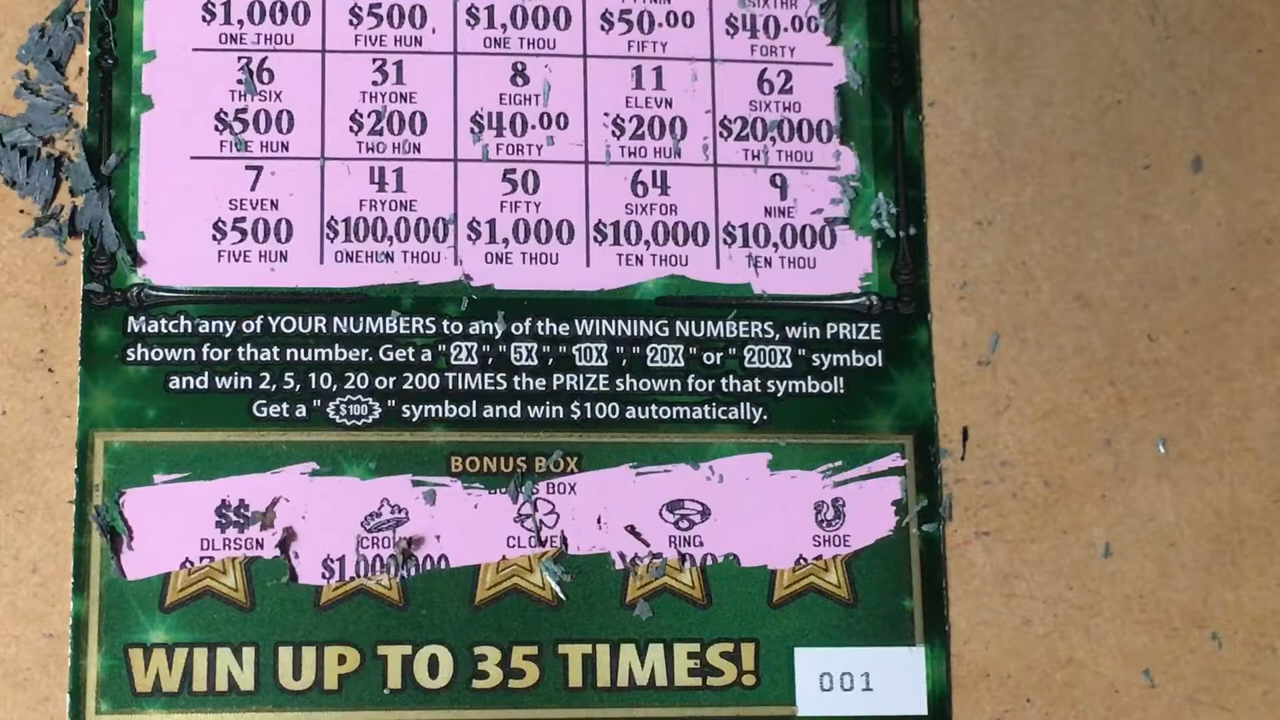 $1,000 $500 $1,000 $50.00 $40.00
ONE THOU FIVE HUN ONE THOU FIFTY FORTY
36 31 8 11 62
THYSIX THYONE EIGHT ELEVN SIXTWO
$500 $200 $40.00 $200 $20,000
FIVE HUN TWO HUN FORTY TWO HUN TWY THOU
7 41 50 64 9
SEVEN FRYONE FIFTY SIXFOR NINE
$500 $100,000 $1,000 $10,000 $10,000
FIVE HUN ONEHUN THOU ONE THOU TEN THOU TEN THOU
Match any of YOUR NUMBERS to any of the WINNING NUMBERS, win PRIZE
shown for that number. Get a "2X", "5X", "10X", "20X" or "200X" symbol
and win 2, 5, 10, 20 or 200 TIMES the PRIZE shown for that symbol!
Get a "$100" symbol and win $100 automatically.
BONUS BOX
BONUS BOX
$$
DLRSGN CROWN CLOVER RING SHOE
$1,000,000
WIN UP TO 35 TIMES!
001